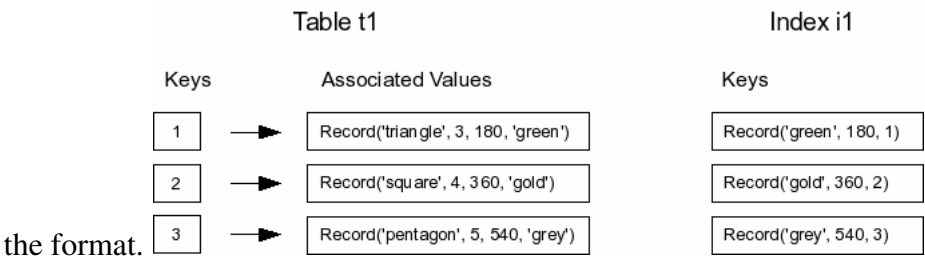 Table t1 Index i1
Keys Associated Values Keys
1 Record('triangle', 3, 180, 'green') Record('green', 180, 1)
2 Record('square', 4, 360, 'gold') Record('gold', 360, 2)
the format. 3 Record('pentagon', 5, 540, 'grey') Record('grey', 540, 3)